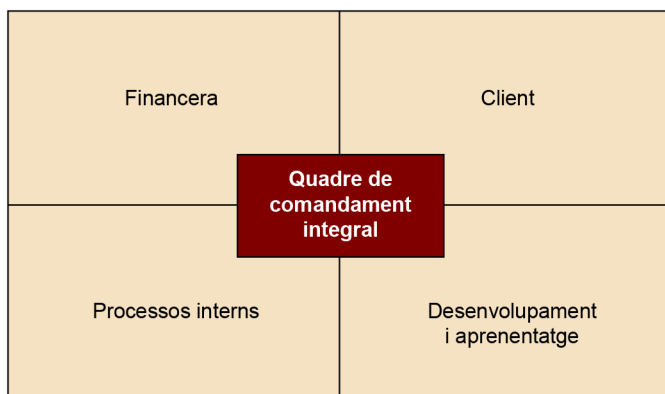 Financera
Client
Quadre de
comandament
integral
Processos interns
Desenvolupament
i aprenentatge